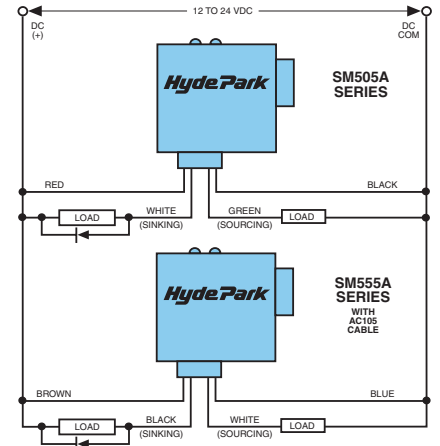 12 TO 24 VDC
DC
(+)
DC
COM
HydePark
SM505A
SERIES
RED
BLACK
LOAD
WHITE
(SINKING)
GREEN
(SOURCING)
LOAD
HydePark
SM555A
SERIES
WITH
AC105
CABLE
BROWN
BLUE
LOAD
BLACK
(SINKING)
WHITE
(SOURCING)
LOAD